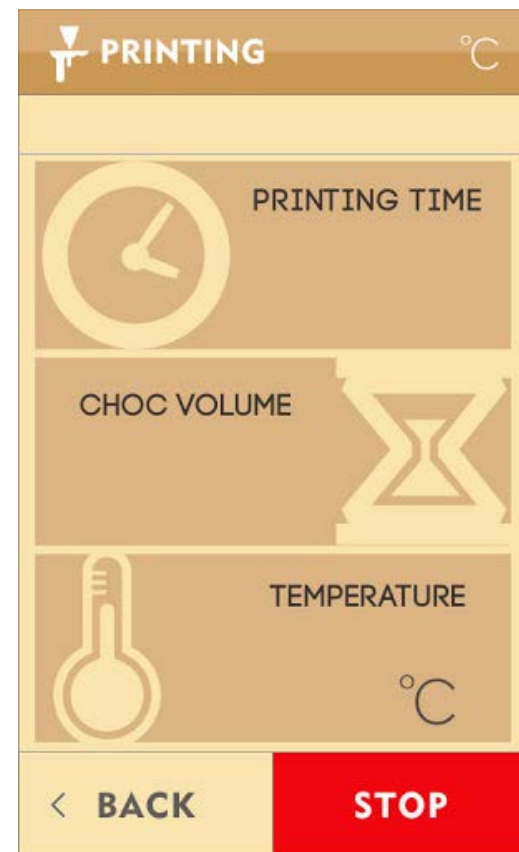 PRINTING °C
PRINTING TIME
CHOC VOLUME
TEMPERATURE
°C
< BACK STOP